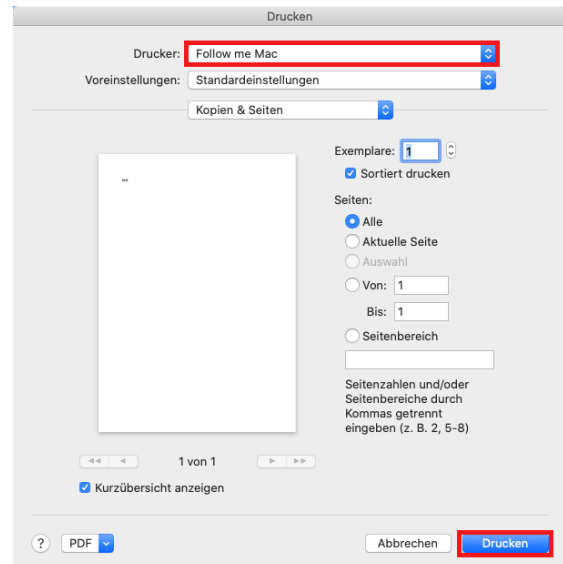 Drucken
Drucker: Follow me Mac
Voreinstellungen: Standardeinstellungen
Kopien & Seiten
Exemplare: 1
Sortiert drucken
Seiten:
Alle
Aktuelle Seite
Auswahl
Von: 1
Bis: 1
Seitenbereich
Seitenzahlen und/oder
Seitenbereiche durch
Kommas getrennt
eingeben (z. B. 2, 5-8)
1 von 1
Kurzübersicht anzeigen
? PDF Abbrechen Drucken